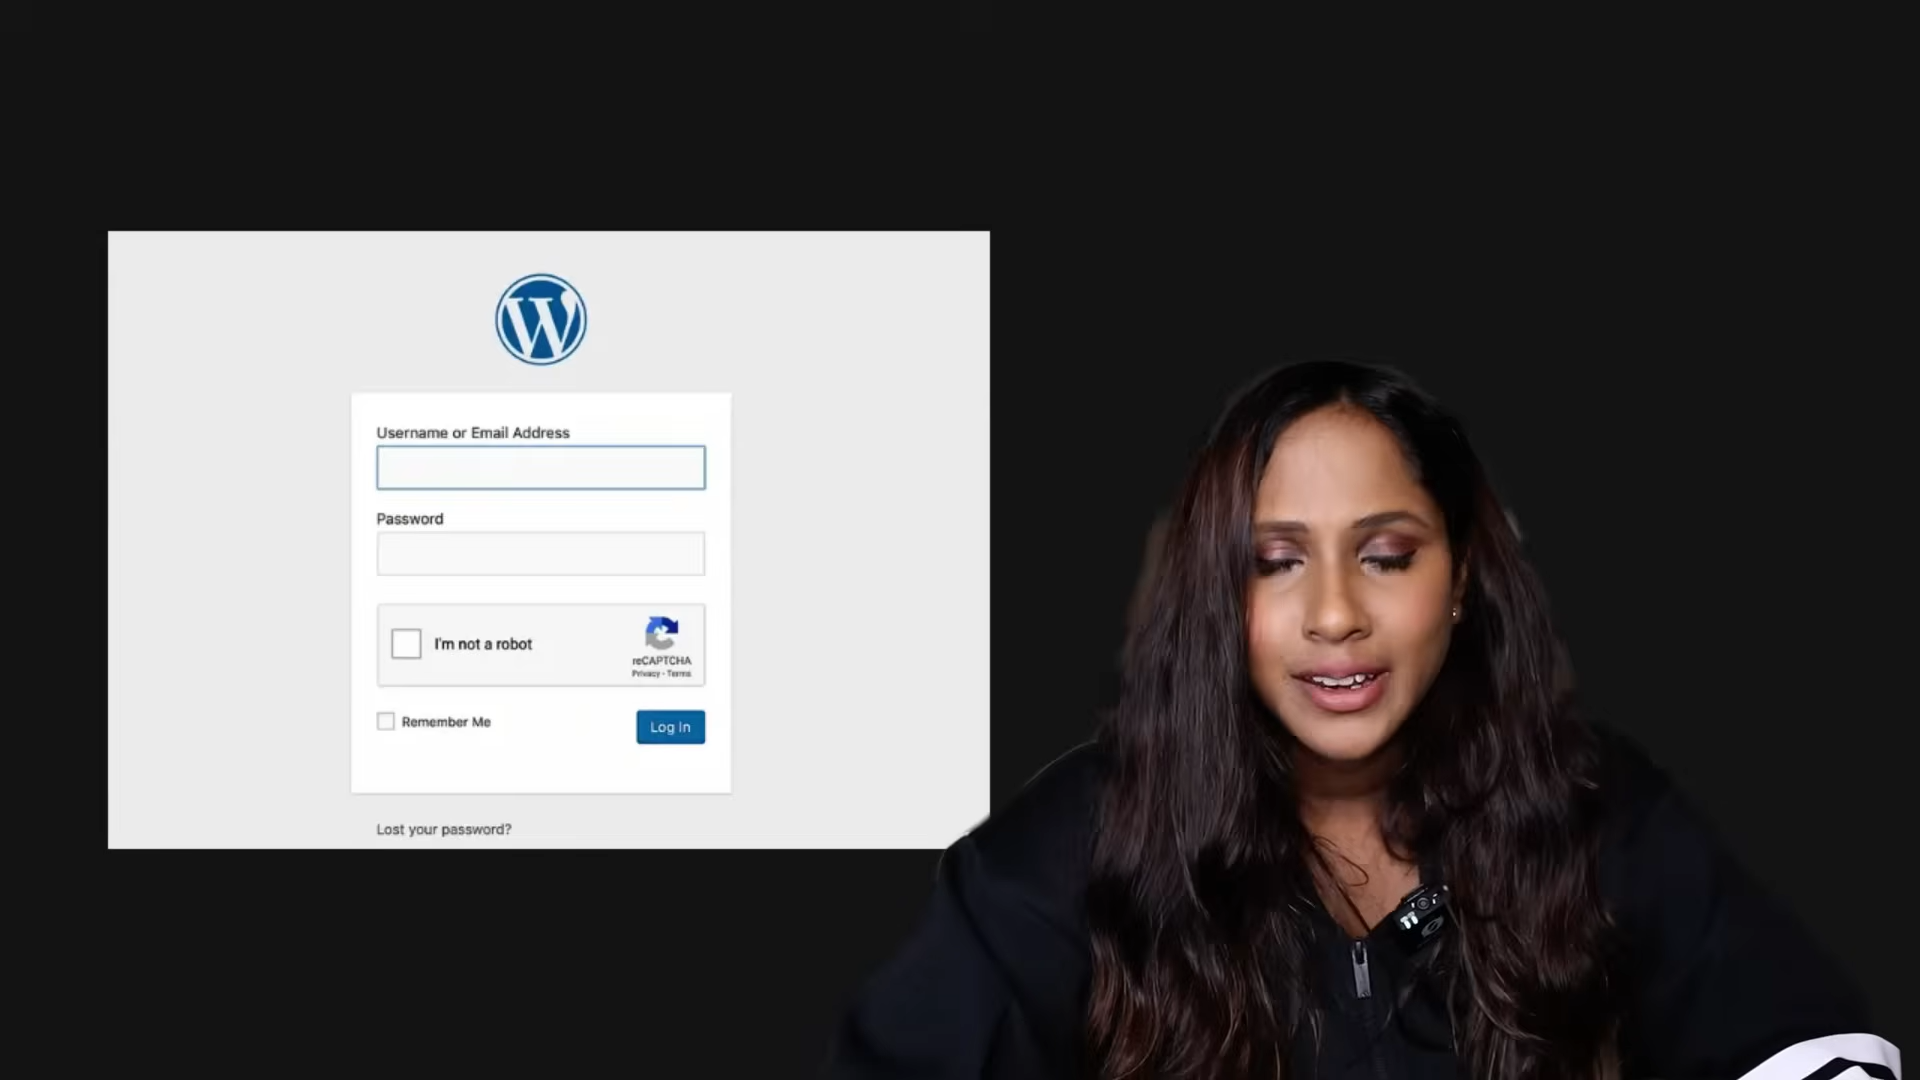 Username or Email Address
Password
I'm not a robot
reCAPTCHA
Privacy - Terms
Remember Me
Log In
Lost your password?